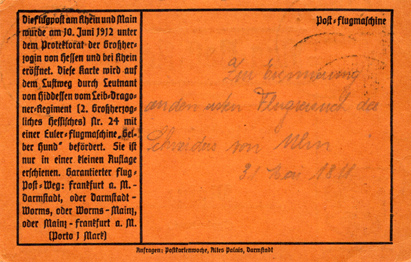 Die Flugpost am Rhein und Main
wurde am 10. Juni 1912 unter
dem Protektorat der Großher-
zogin von Hessen und bei Rhein
eröffnet. Diese Karte wird auf
dem Luftweg durch Leutnant
von Hiddessen vom Leib-Drago-
ner-Regiment (2. Großherzog-
liches Hessisches) Nr. 24 mit
einer Euler-Flugmaschine „Gel-
ber Hund“ befördert. Sie ist
nur in einer kleinen Auflage
erschienen. Garantierter Flug-
Post-Weg: Frankfurt a. M.-
Darmstadt, oder Darmstadt-
Worms, oder Worms-Mainz,
oder Mainz-Frankfurt a. M.
(Porto 1 Mark)
Post-Flugmaschine
Zur Erinnerung
an den
von Ulm
Anfragen: Postkartenwoche, Altes Palais, Darmstadt